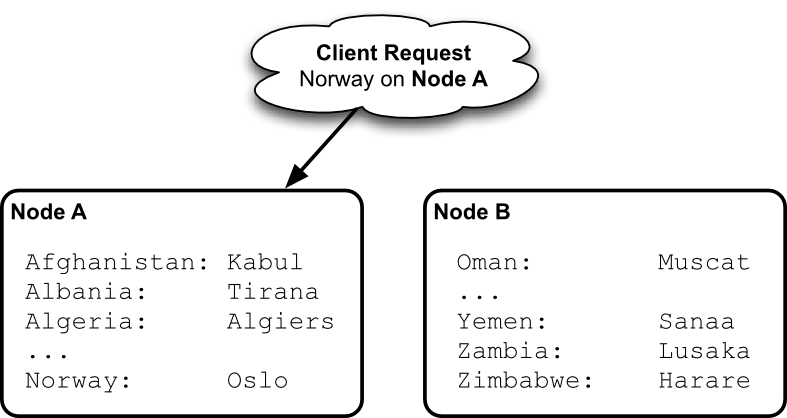 Client Request
Norway on Node A
Node A
Afghanistan: Kabul
Albania: Tirana
Algeria: Algiers
...
Norway: Oslo
Node B
Oman: Muscat
...
Yemen: Sanaa
Zambia: Lusaka
Zimbabwe: Harare